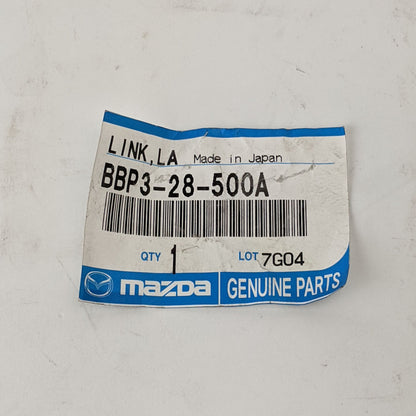 LINK, LA Made in Japan
BBP3-28-500A
QTY 1 LOT 7G04
mazda GENUINE PARTS